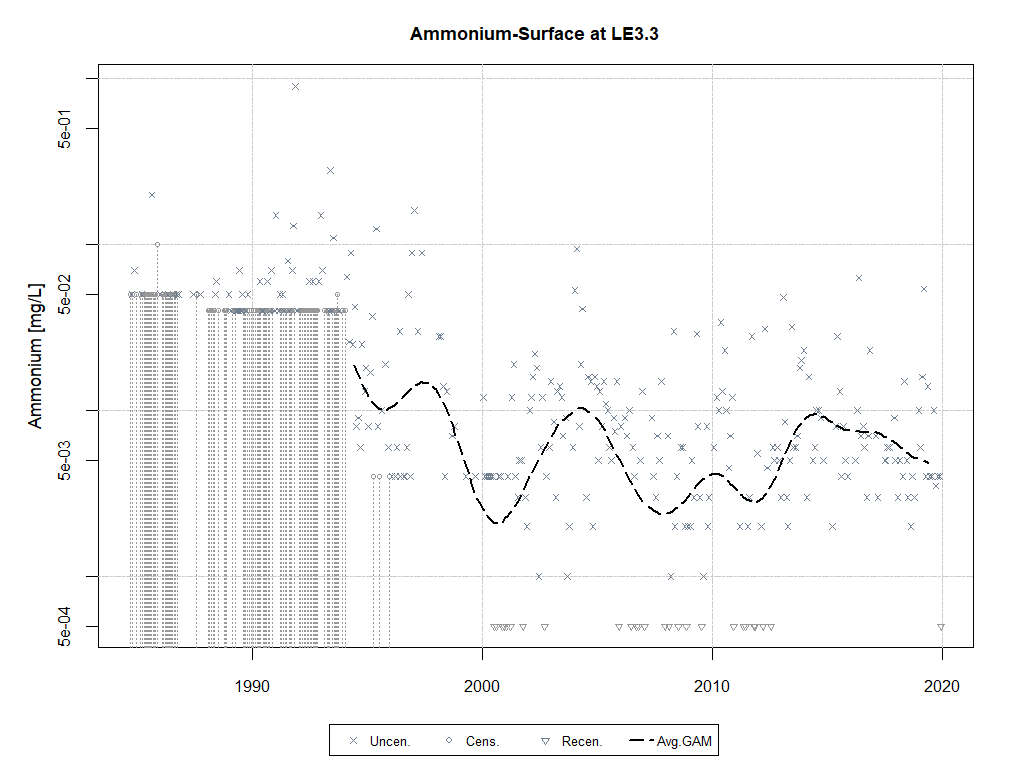 Ammonium-Surface at LE3.3
Ammonium [mg/L]
5e-01
5e-02
5e-03
5e-04
1990 2000 2010 2020
Uncen. Cens. Recen. Avg.GAM